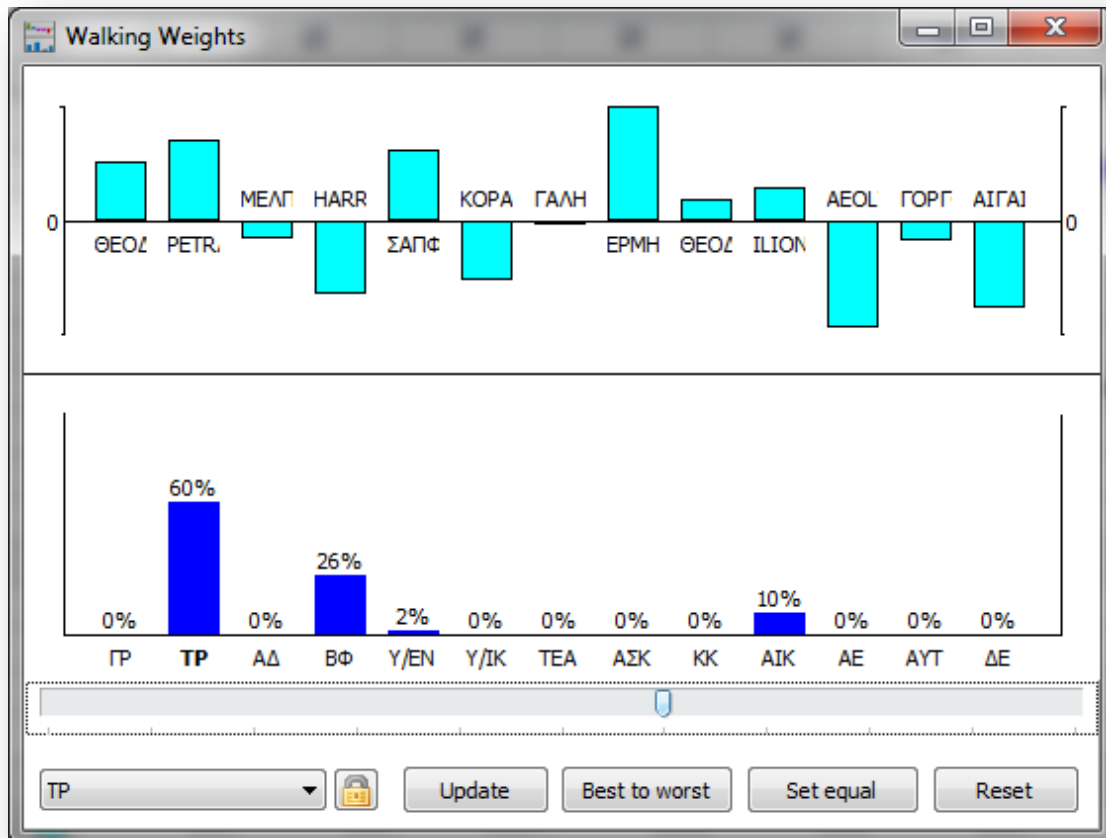 Walking Weights
ΜΕΛΠ HARR ΚΟΡΑ ΓΑΛΗ AEOL ΓΟΡΓ ΑΙΓΑΙ
0 0
ΘΕΟΔ PETRA ΣΑΠΦ ΕΡΜΗ ΘΕΟΔ ILION
60%
26%
10%
0% 0% 2% 0% 0% 0% 0% 0% 0% 0%
ΓΡ ΤΡ ΑΔ ΒΦ Υ/ΕΝ Υ/ΙΚ ΤΕΑ ΑΣΚ ΚΚ ΑΙΚ ΑΕ ΑΥΤ ΔΕ
ΤΡ Update Best to worst Set equal Reset